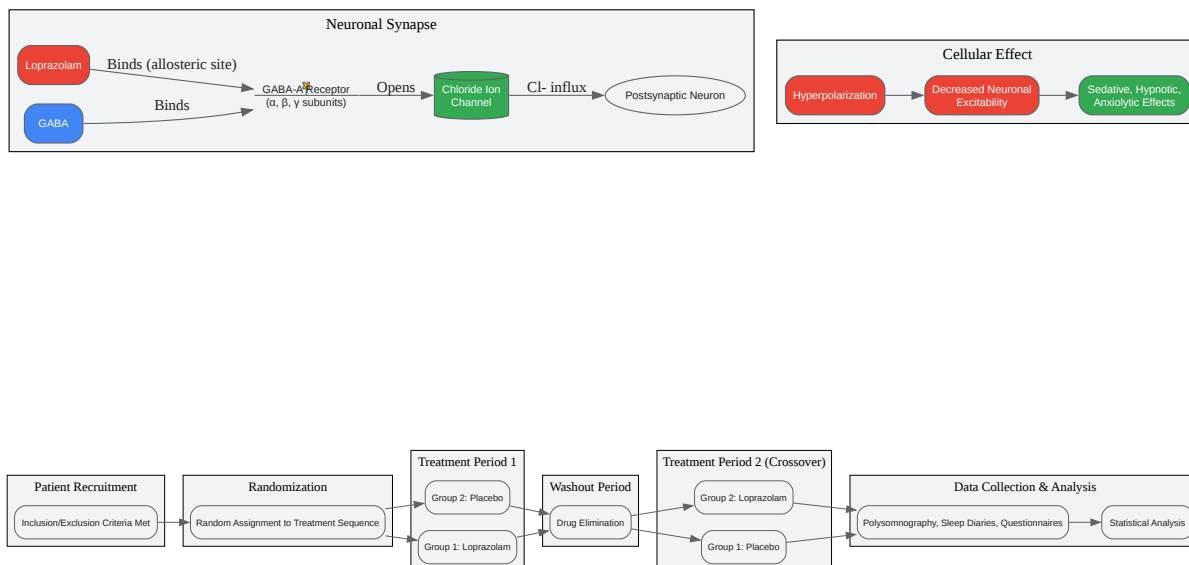 Neuronal Synapse
Loprazolam
Binds (allosteric site)
GABA
Binds
GABA-A Receptor
(α, β, γ subunits)
Opens
Chloride Ion
Channel
Cl- influx
Postsynaptic Neuron
Cellular Effect
Hyperpolarization
Decreased Neuronal
Excitability
Sedative, Hypnotic,
Anxiolytic Effects
Patient Recruitment
Inclusion/Exclusion Criteria Met
Randomization
Random Assignment to Treatment Sequence
Treatment Period 1
Group 2: Placebo
Group 1: Loprazolam
Washout Period
Drug Elimination
Treatment Period 2 (Crossover)
Group 2: Loprazolam
Group 1: Placebo
Data Collection & Analysis
Polysomnography, Sleep Diaries, Questionnaires
Statistical Analysis